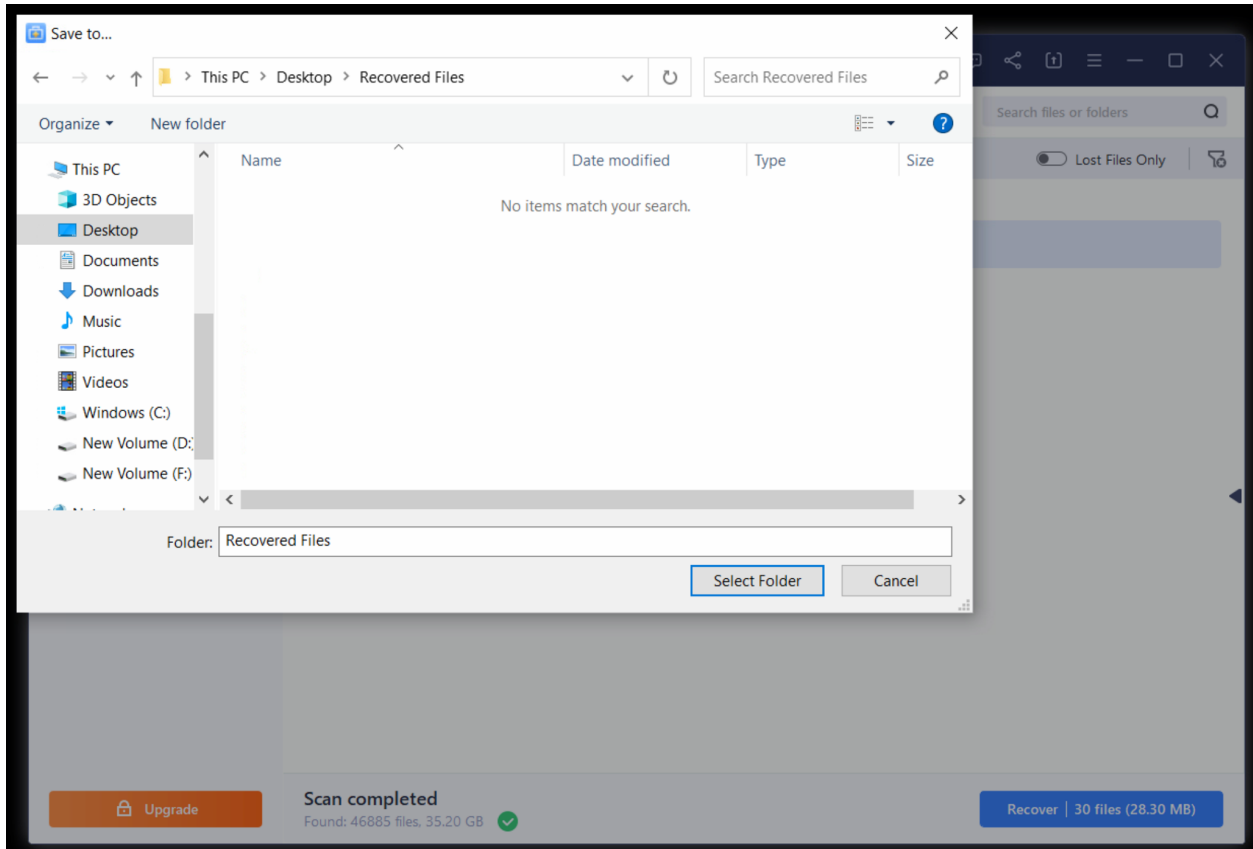 Save to...
This PC > Desktop > Recovered Files
Search Recovered Files
Organize
New folder
?
Search files or folders
Lost Files Only
Name
Date modified
Type
Size
No items match your search.
This PC
3D Objects
Desktop
Documents
Downloads
Music
Pictures
Videos
Windows (C:)
New Volume (D:
New Volume (F:)
Folder: Recovered Files
Select Folder
Cancel
Upgrade
Scan completed
Found: 46885 files, 35.20 GB
Recover | 30 files (28.30 MB)